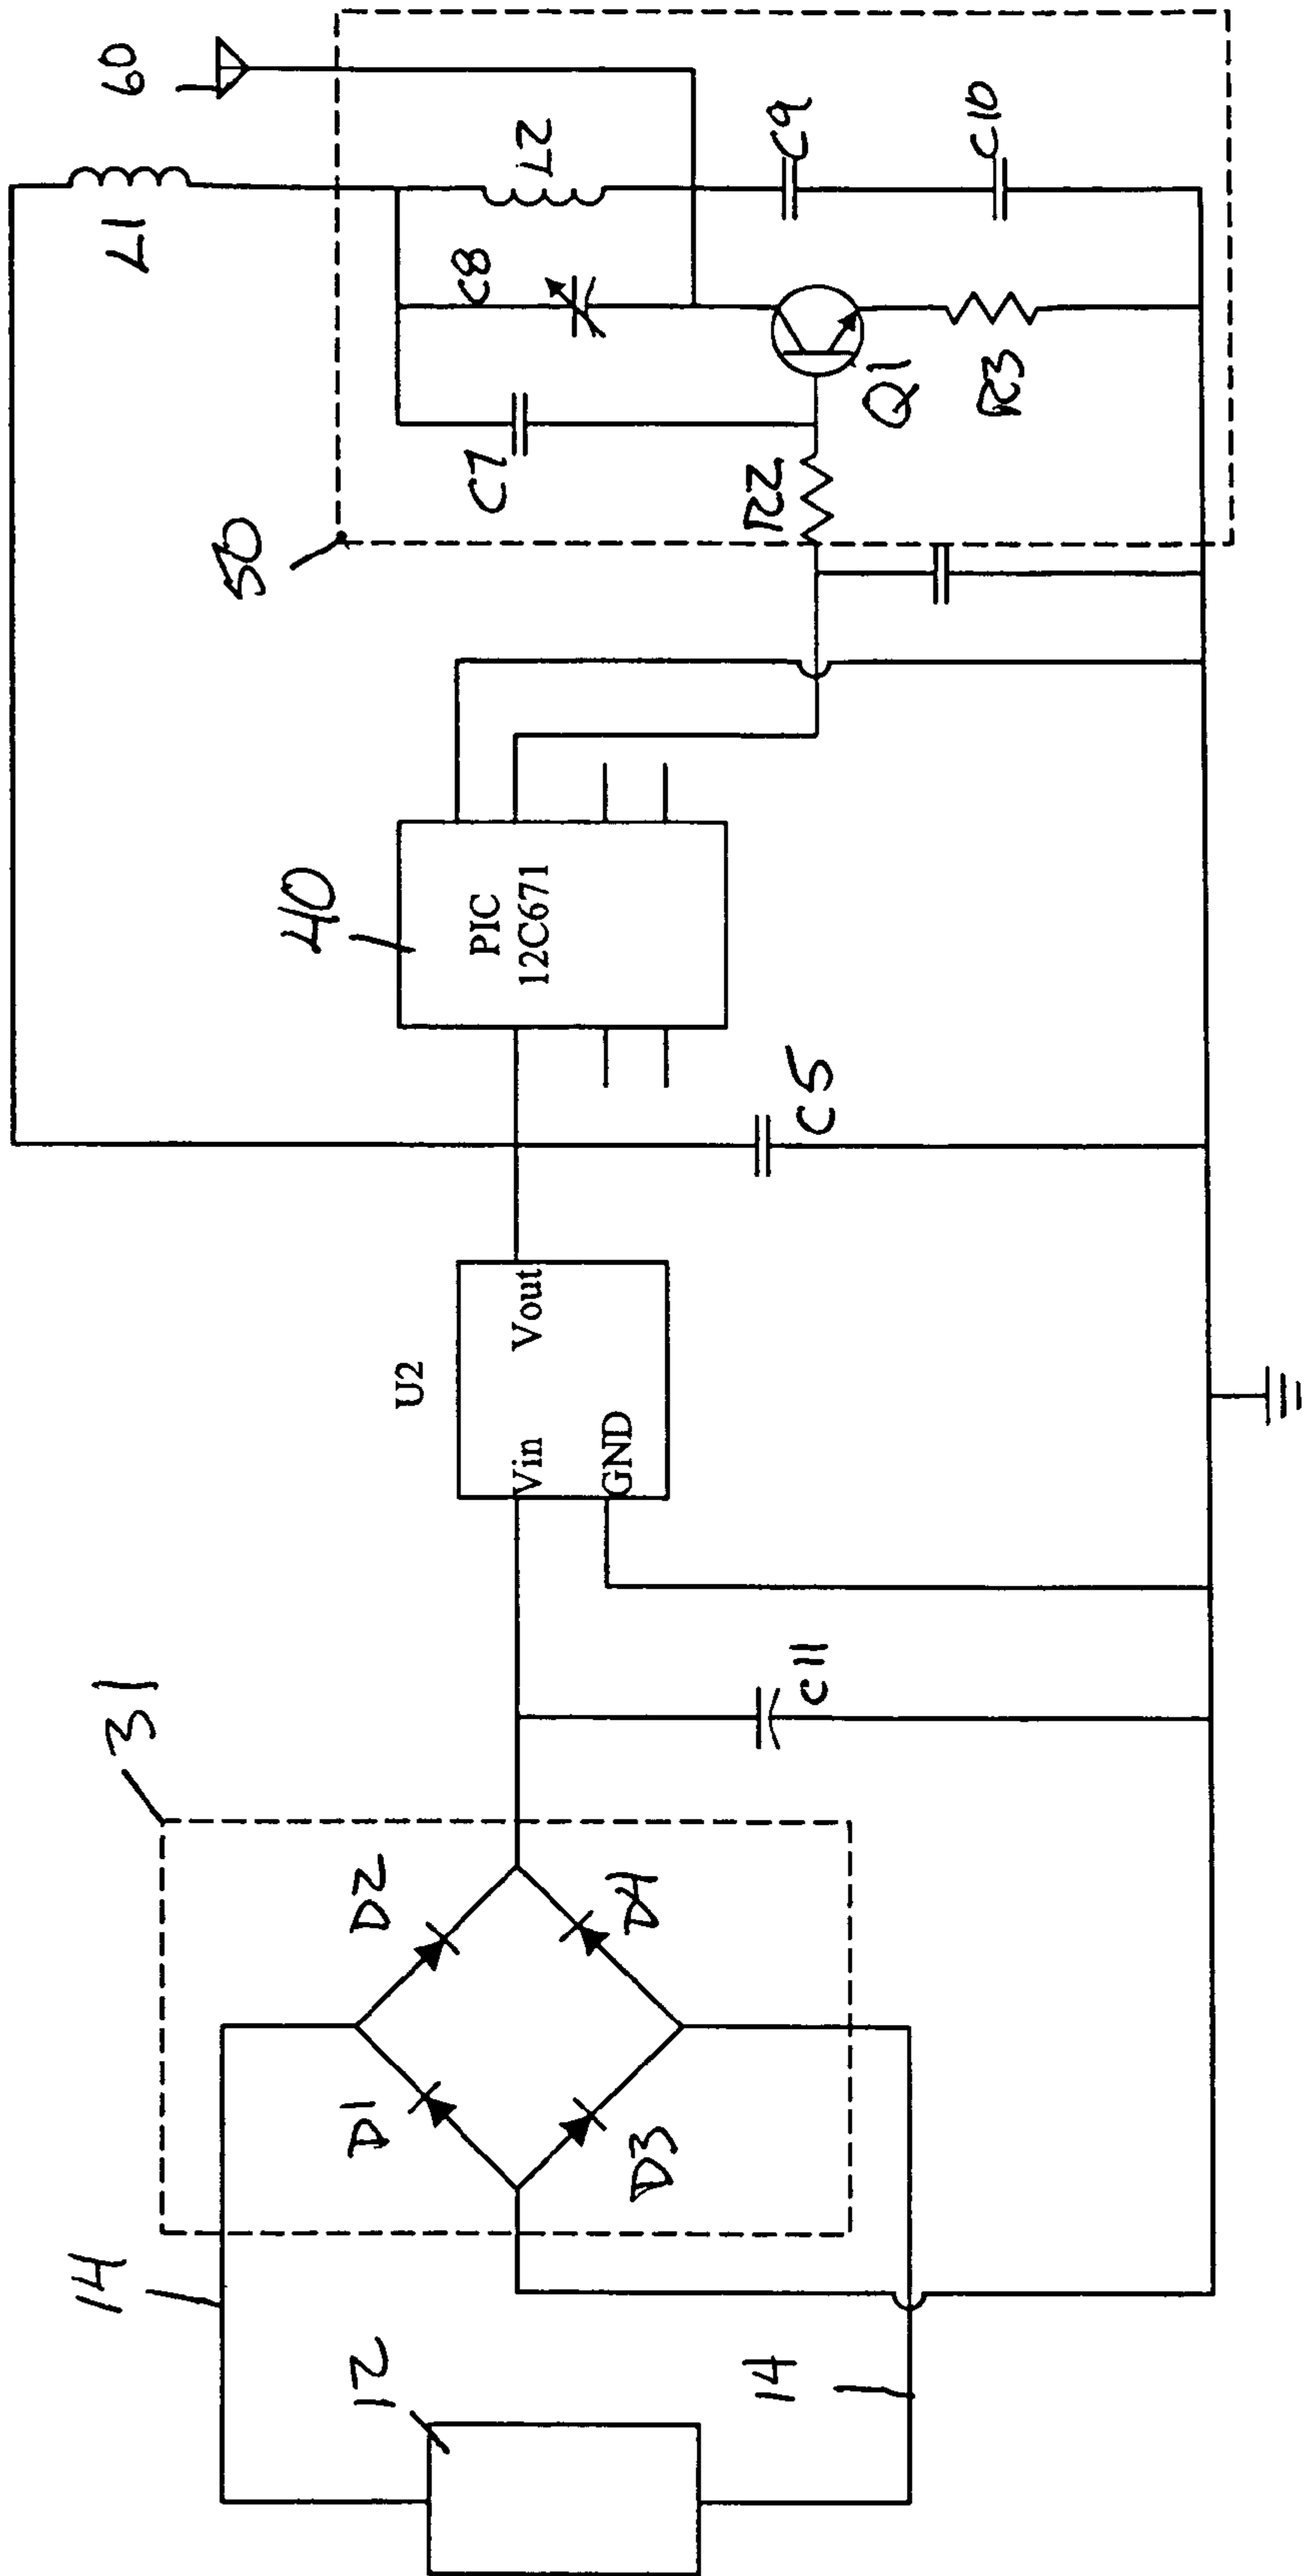 14
12
14
31
D1
D2
D3
D4
C11
U2
Vin
Vout
GND
C5
40
PIC
12C671
50
C7
C8
R2
Q1
R3
L1
L2
60
C9
C10